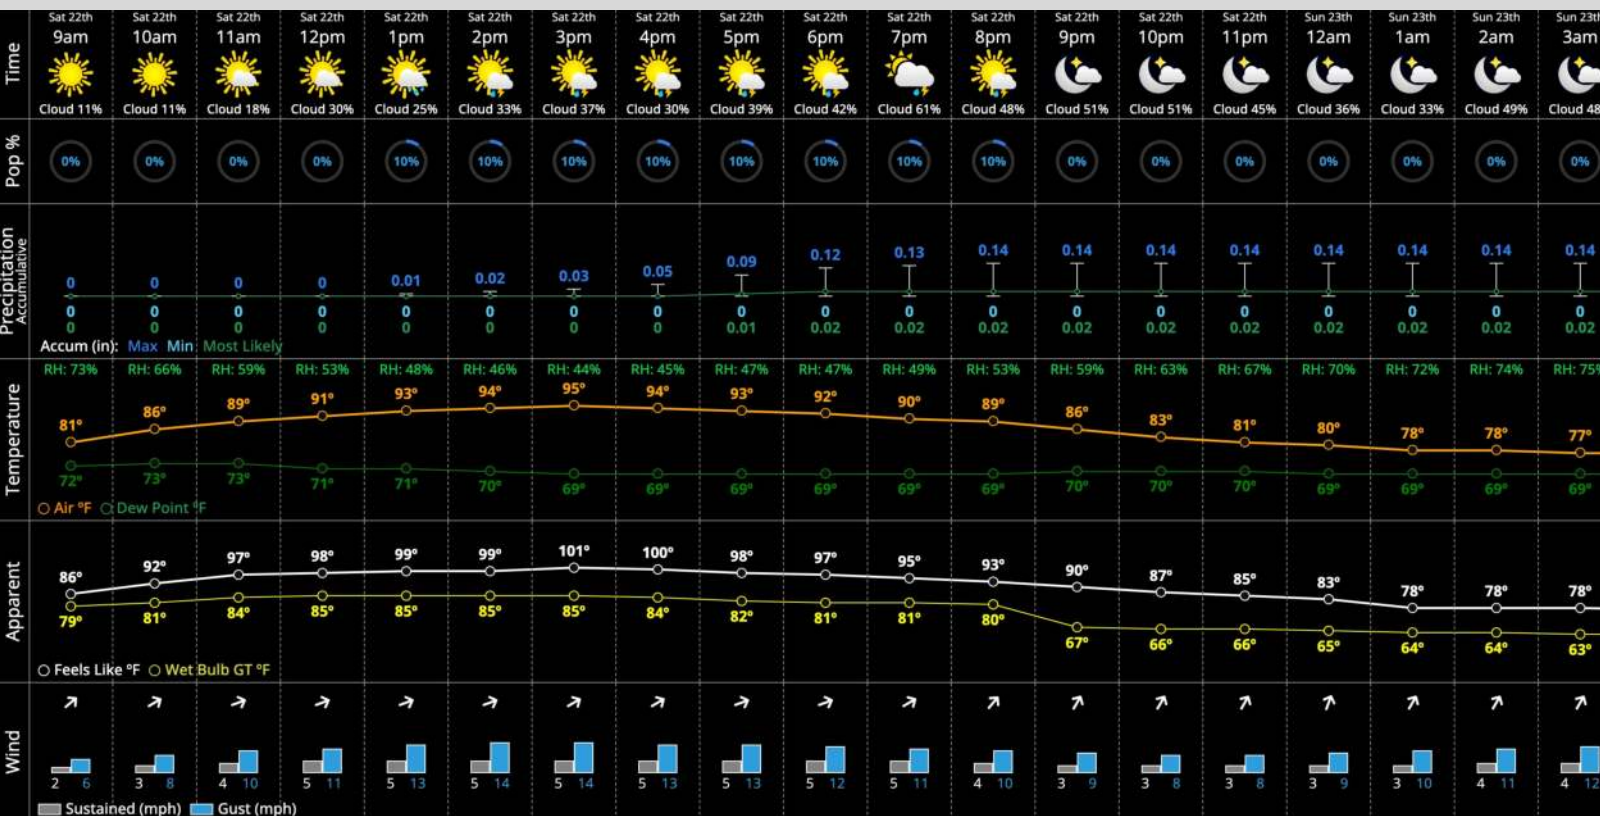 Sat 22th Sat 22th Sat 22th Sat 22th Sat 22th Sat 22th Sat 22th Sat 22th Sat 22th Sat 22th Sat 22th Sat 22th Sat 22th Sat 22th Sat 22th Sun 23th Sun 23th Sun 23th Sun 23th
Time
9am 10am 11am 12pm 1pm 2pm 3pm 4pm 5pm 6pm 7pm 8pm 9pm 10pm 11pm 12am 1am 2am 3am
Cloud 11% Cloud 11% Cloud 18% Cloud 30% Cloud 25% Cloud 33% Cloud 37% Cloud 30% Cloud 39% Cloud 42% Cloud 61% Cloud 48% Cloud 51% Cloud 51% Cloud 45% Cloud 36% Cloud 33% Cloud 49% Cloud 48
Pop %
0% 0% 0% 0% 10% 10% 10% 10% 10% 10% 10% 10% 0% 0% 0% 0% 0% 0% 0%
Precipitation
Accumulative
0 0 0 0 0.01 0.02 0.03 0.05 0.09 0.12 0.13 0.14 0.14 0.14 0.14 0.14 0.14 0.14 0.14
0 0 0 0 0 0 0 0 0 0 0 0 0 0 0 0 0 0 0
0 0 0 0 0 0 0 0 0.01 0.02 0.02 0.02 0.02 0.02 0.02 0.02 0.02 0.02 0.02
Accum (in): Max Min Most Likely
Temperature
RH: 73% RH: 66% RH: 59% RH: 53% RH: 48% RH: 46% RH: 44% RH: 45% RH: 47% RH: 47% RH: 49% RH: 53% RH: 59% RH: 63% RH: 67% RH: 70% RH: 72% RH: 74% RH: 75%
81° 86° 89° 91° 93° 94° 95° 94° 93° 92° 90° 89° 86° 83° 81° 80° 78° 78° 77°
72° 73° 73° 71° 71° 70° 69° 69° 69° 69° 69° 69° 70° 70° 70° 69° 69° 69° 69°
Air °F Dew Point °F
Apparent
86° 92° 97° 98° 99° 99° 101° 100° 98° 97° 95° 93° 90° 87° 85° 83° 78° 78° 78°
79° 81° 84° 85° 85° 85° 85° 84° 82° 81° 81° 80° 67° 66° 66° 65° 64° 64° 63°
Feels Like °F Wet Bulb GT °F
Wind
2 6 3 8 4 10 5 11 5 13 5 14 5 14 5 13 5 13 5 12 5 11 4 10 3 9 3 8 3 8 3 9 3 10 4 11 4 12
Sustained (mph) Gust (mph)